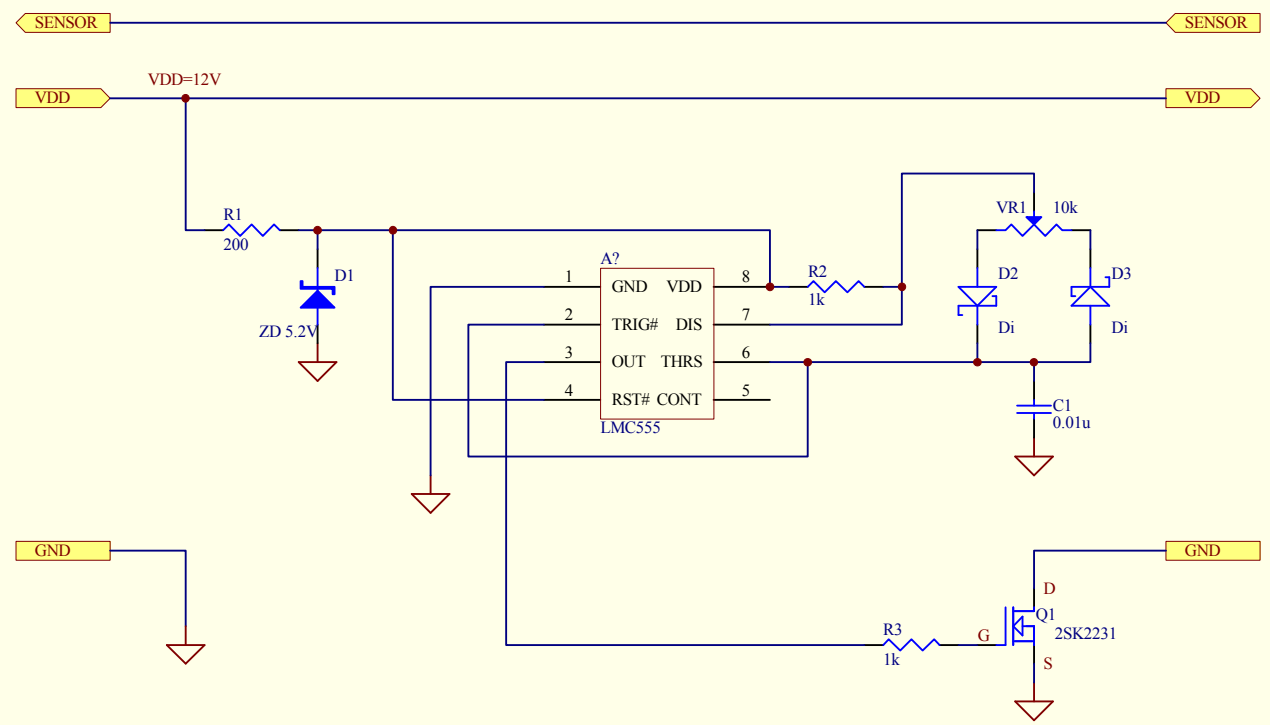 SENSOR
SENSOR
VDD=12V
VDD
VDD
R1
200
D1
ZD 5.2V
A?
1 GND VDD 8
2 TRIG# DIS 7
3 OUT THRS 6
4 RST# CONT 5
LMC555
R2
1k
VR1 10k
D2
Di
D3
Di
C1
0.01u
GND
GND
R3
1k
G
D
Q1
2SK2231
S